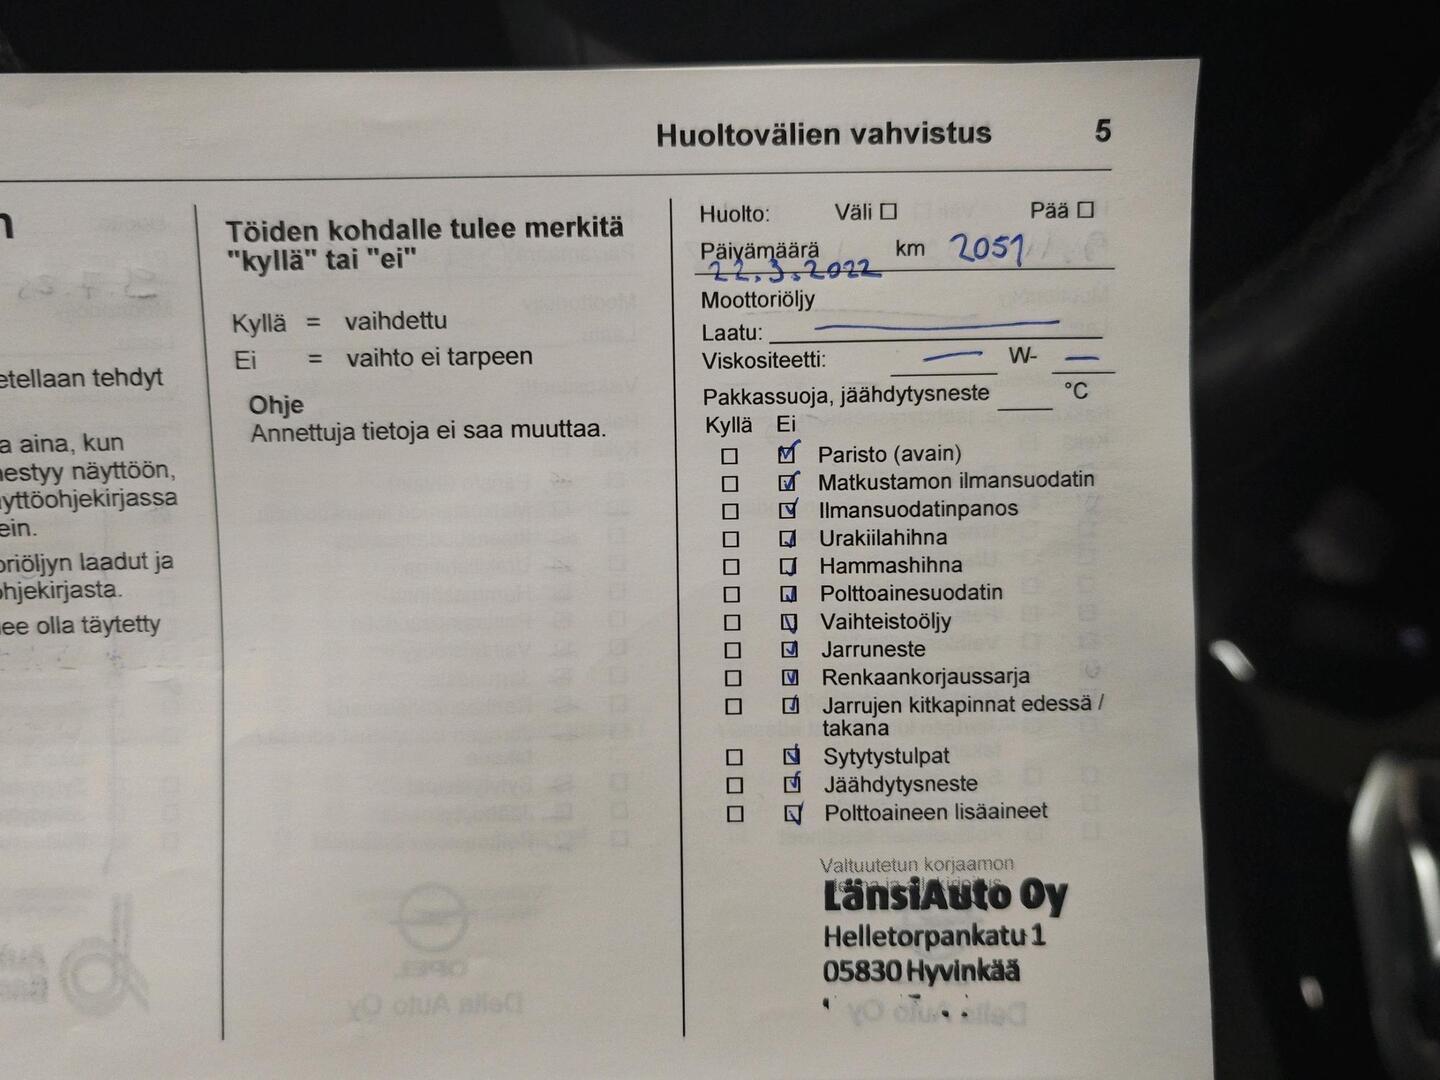 Huoltovälien vahvistus 5
n
etellaan tehdyt
a aina, kun
nestyy näyttöön,
yttöohjekirjassa
ein.
oriöljyn laadut ja
ohjekirjasta.
nee olla täytetty
Töiden kohdalle tulee merkitä
"kyllä" tai "ei"
Kyllä = vaihdettu
Ei = vaihto ei tarpeen
Ohje
Annettuja tietoja ei saa muuttaa.
Huolto: Väli Pää
Päivämäärä km 2051
22.3.2022
Moottoriöljy
Laatu:
Viskositeetti: — W- —
Pakkassuoja, jäähdytysneste °C
Kyllä Ei
Paristo (avain)
Matkustamon ilmansuodatin
Ilmansuodatinpanos
Urakiilahihna
Hammashihna
Polttoainesuodatin
Vaihteistoöljy
Jarruneste
Renkaankorjaussarja
Jarrujen kitkapinnat edessä /
takana
Sytytystulpat
Jäähdytysneste
Polttoaineen lisäaineet
Valtuutetun korjaamon
LänsiAuto Oy
Helletorpankatu 1
05830 Hyvinkää